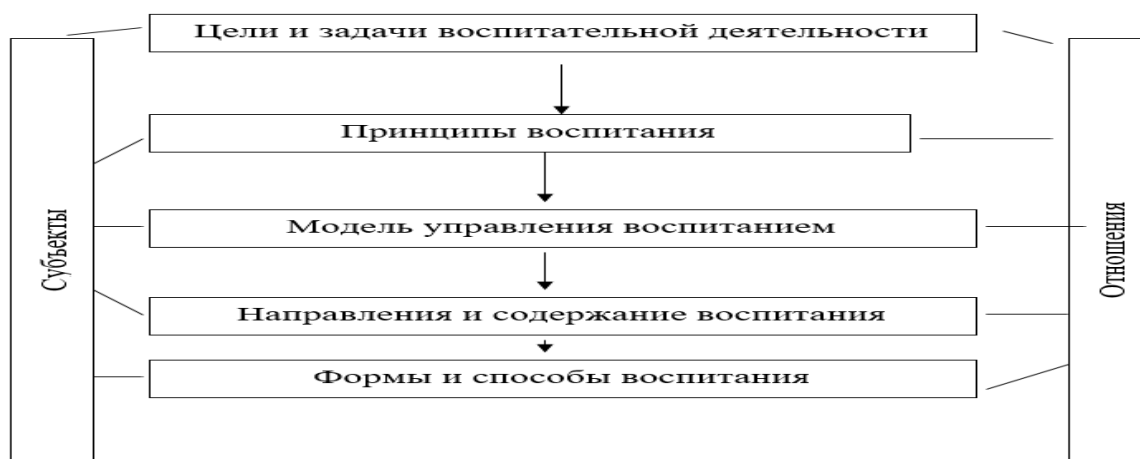 Цели и задачи воспитательной деятельности
Принципы воспитания
Модель управления воспитанием
Направления и содержание воспитания
Формы и способы воспитания
Субъекты
Отношения